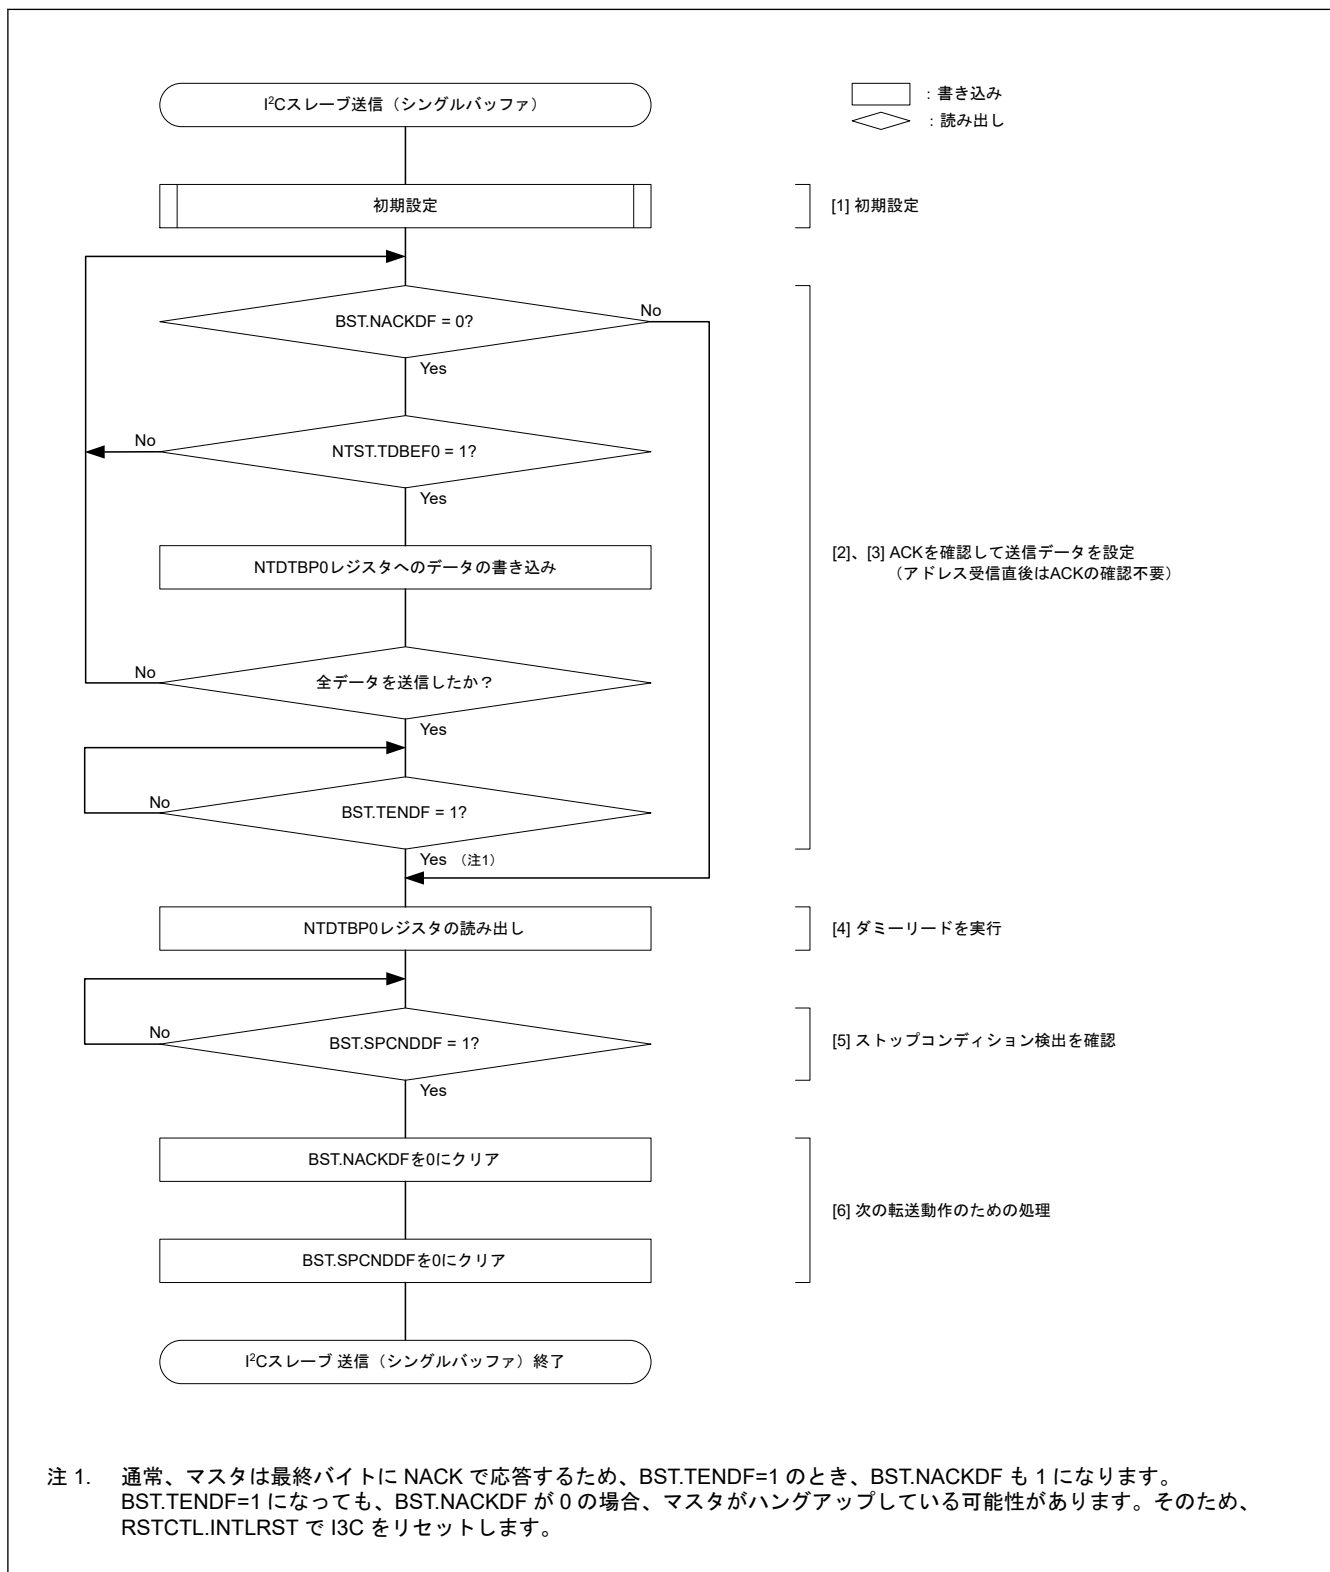 I²Cスレーブ送信（シングルバッファ）
：書き込み
：読み出し
初期設定
[1] 初期設定
BST.NACKDF = 0?
No
Yes
NTST.TDBEF0 = 1?
No
Yes
NTDTBP0レジスタへのデータの書き込み
[2]、[3] ACKを確認して送信データを設定
（アドレス受信直後はACKの確認不要）
全データを送信したか？
No
Yes
BST.TENDF = 1?
No
Yes （注1）
NTDTBP0レジスタの読み出し
[4] ダミーリードを実行
BST.SPCNDDF = 1?
No
Yes
[5] ストップコンディション検出を確認
BST.NACKDFを0にクリア
[6] 次の転送動作のための処理
BST.SPCNDDFを0にクリア
I²Cスレーブ 送信（シングルバッファ）終了
注 1. 通常、マスタは最終バイトに NACK で応答するため、BST.TENDF=1 のとき、BST.NACKDF も 1 になります。
BST.TENDF=1 になっても、BST.NACKDF が 0 の場合、マスタがハングアップしている可能性があります。そのため、
RSTCTL.INTLRST で I3C をリセットします。